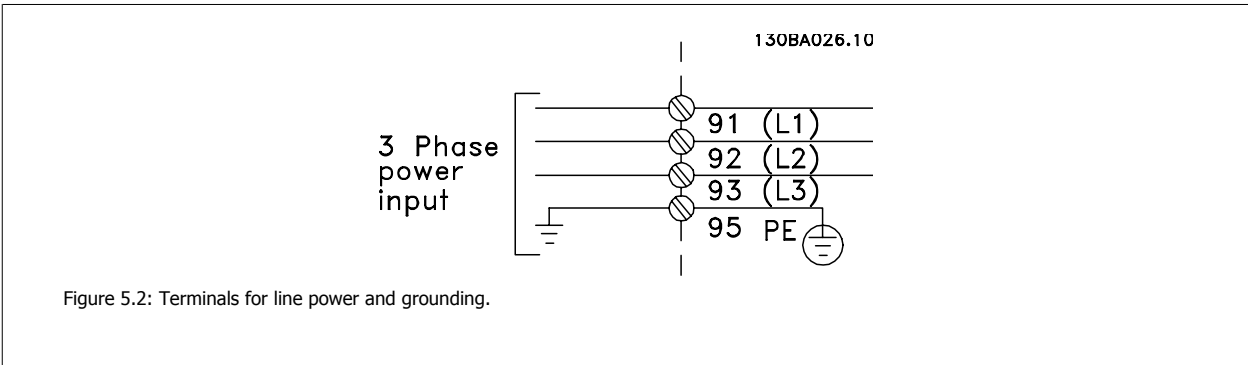 130BA026.10
3 Phase
power
input
91 (L1)
92 (L2)
93 (L3)
95 PE
Figure 5.2: Terminals for line power and grounding.